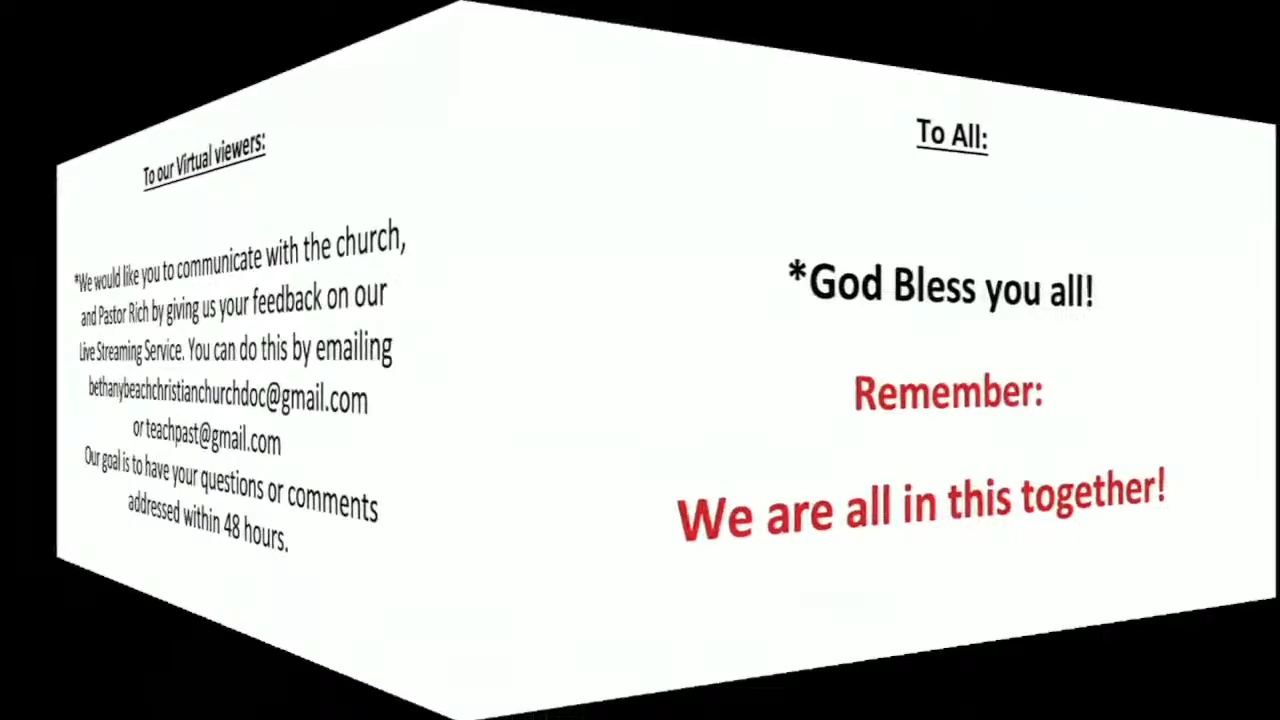 To our Virtual viewers:
*We would like you to communicate with the church,
and Pastor Rich by giving us your feedback on our
Live Streaming Service. You can do this by emailing
bethanybeachchristianchurchdoc@gmail.com
or teachpast@gmail.com
Our goal is to have your questions or comments
addressed within 48 hours.
To All:
*God Bless you all!
Remember:
We are all in this together!